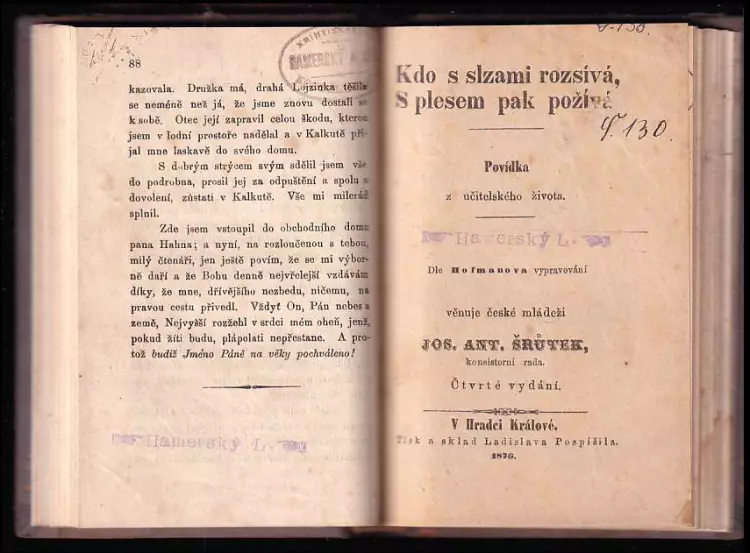 88
HAMERSKÝ
kazovala. Družka má, drahá Lojzinka těšila
se neméně než já, že jsme znovu dostali se
k sobě. Otec její zapravil celou škodu, kterou
jsem v lodní prostoře nadělal a v Kalkutě při-
jal mne laskavě do svého domu.
S dobrým strýcem svým sdělil jsem vše
do podrobna, prosil jej za odpuštění a spolu o
dovolení, zůstati v Kalkutě. Vše mi milerád
splnil.
Zde jsem vstoupil do obchodního domu
pana Hahna; a nyní, na rozloučenou s tebou,
milý čtenáři, jen ještě povím, že se mi výbor-
ně daří a že Bohu denně nejvřelejší vzdávám
díky, že mne, dřívějšího nezbedu, ničemu, na
pravou cestu přivedl. Vždyť On, Pán nebes a
země, Nejvyšší rozžehl v srdci mém oheň, jenž,
pokud žíti budu, plápolati nepřestane. A pro-
tož budiž Jméno Páně na věky pochváleno!
Hamerský L.
Kdo s slzami rozsívá,
S plesem pak požívá
130.
Povídka
z učitelského života.
Hamerský L.
Dle Hofmanova vypravování
věnuje české mládeži
JOS. ANT. ŠRŮTEK,
konsistorní rada.
Čtvrté vydání.
V Hradci Králové.
Tisk a sklad Ladislava Pospíšila.
1876.